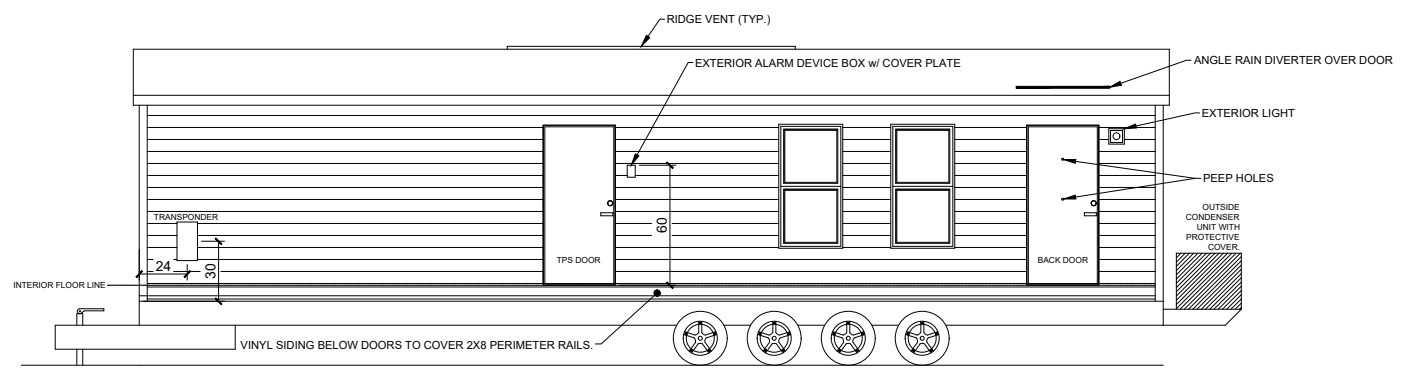 RIDGE VENT (TYP.)
EXTERIOR ALARM DEVICE BOX w/ COVER PLATE
ANGLE RAIN DIVERTER OVER DOOR
EXTERIOR LIGHT
PEEP HOLES
OUTSIDE
CONDENSER
UNIT WITH
PROTECTIVE
COVER.
TRANSPONDER
60
24
30
TPS DOOR
BACK DOOR
INTERIOR FLOOR LINE
VINYL SIDING BELOW DOORS TO COVER 2X8 PERIMETER RAILS.